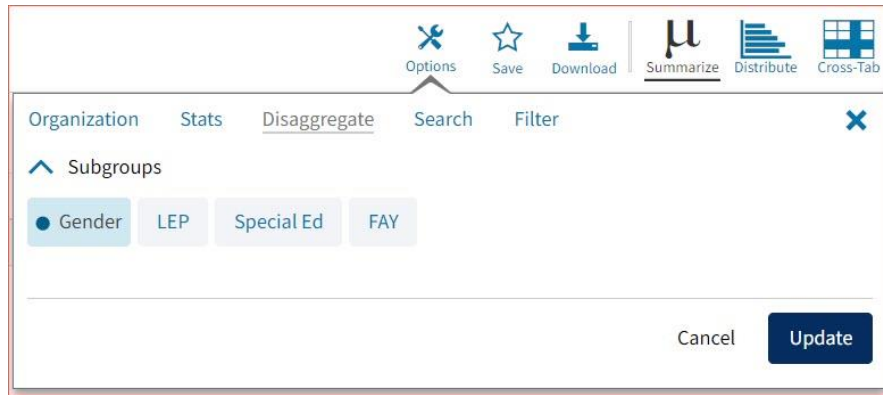 Options Save Download μ Summarize Distribute Cross-Tab
Organization Stats Disaggregate Search Filter
Subgroups
Gender LEP Special Ed FAY
Cancel Update